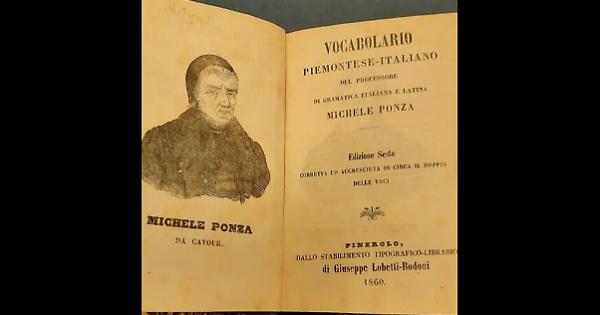 MICHELE PONZA
DA CAVOUR.
VOCABOLARIO
PIEMONTESE-ITALIANO
DEL PROFESSORE
DI GRAMATICA ITALIANA E LATINA
MICHELE PONZA
Edizione Sesta
CORRETTA ED ACCRESCIUTA DI CIRCA IL DOPPIO
DELLE VOCI
PINEROLO,
DALLO STABILIMENTO TIPOGRAFICO-LIBRARIO
di Giuseppe Lobetti-Bodoni
1860.